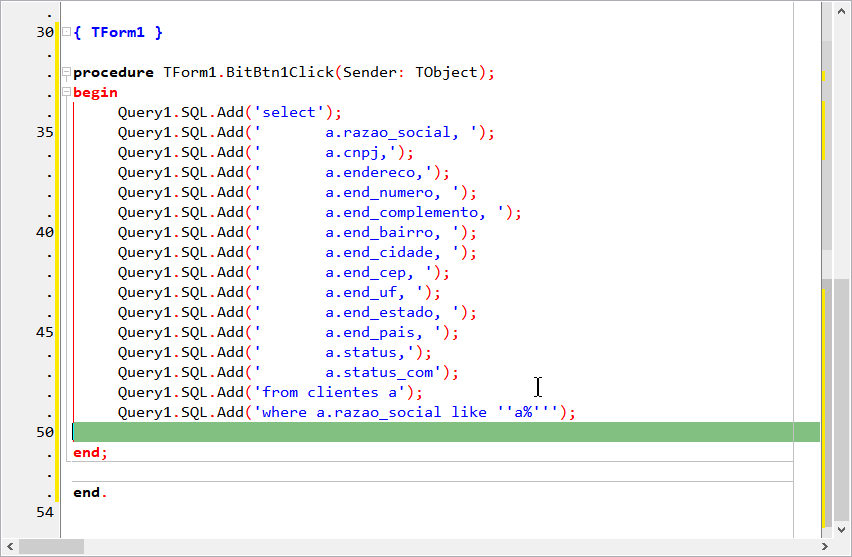 .
30 { TForm1 }
.
. procedure TForm1.BitBtn1Click(Sender: TObject);
. begin
.      Query1.SQL.Add('select');
35      Query1.SQL.Add('       a.razao_social, ');
.      Query1.SQL.Add('       a.cnpj,');
.      Query1.SQL.Add('       a.endereco,');
.      Query1.SQL.Add('       a.end_numero, ');
.      Query1.SQL.Add('       a.end_complemento, ');
40      Query1.SQL.Add('       a.end_bairro, ');
.      Query1.SQL.Add('       a.end_cidade, ');
.      Query1.SQL.Add('       a.end_cep, ');
.      Query1.SQL.Add('       a.end_uf, ');
.      Query1.SQL.Add('       a.end_estado, ');
45      Query1.SQL.Add('       a.end_pais, ');
.      Query1.SQL.Add('       a.status,');
.      Query1.SQL.Add('       a.status_com');
.      Query1.SQL.Add('from clientes a');
.      Query1.SQL.Add('where a.razao_social like ''a%''');
50
. end;
.
. end.
54